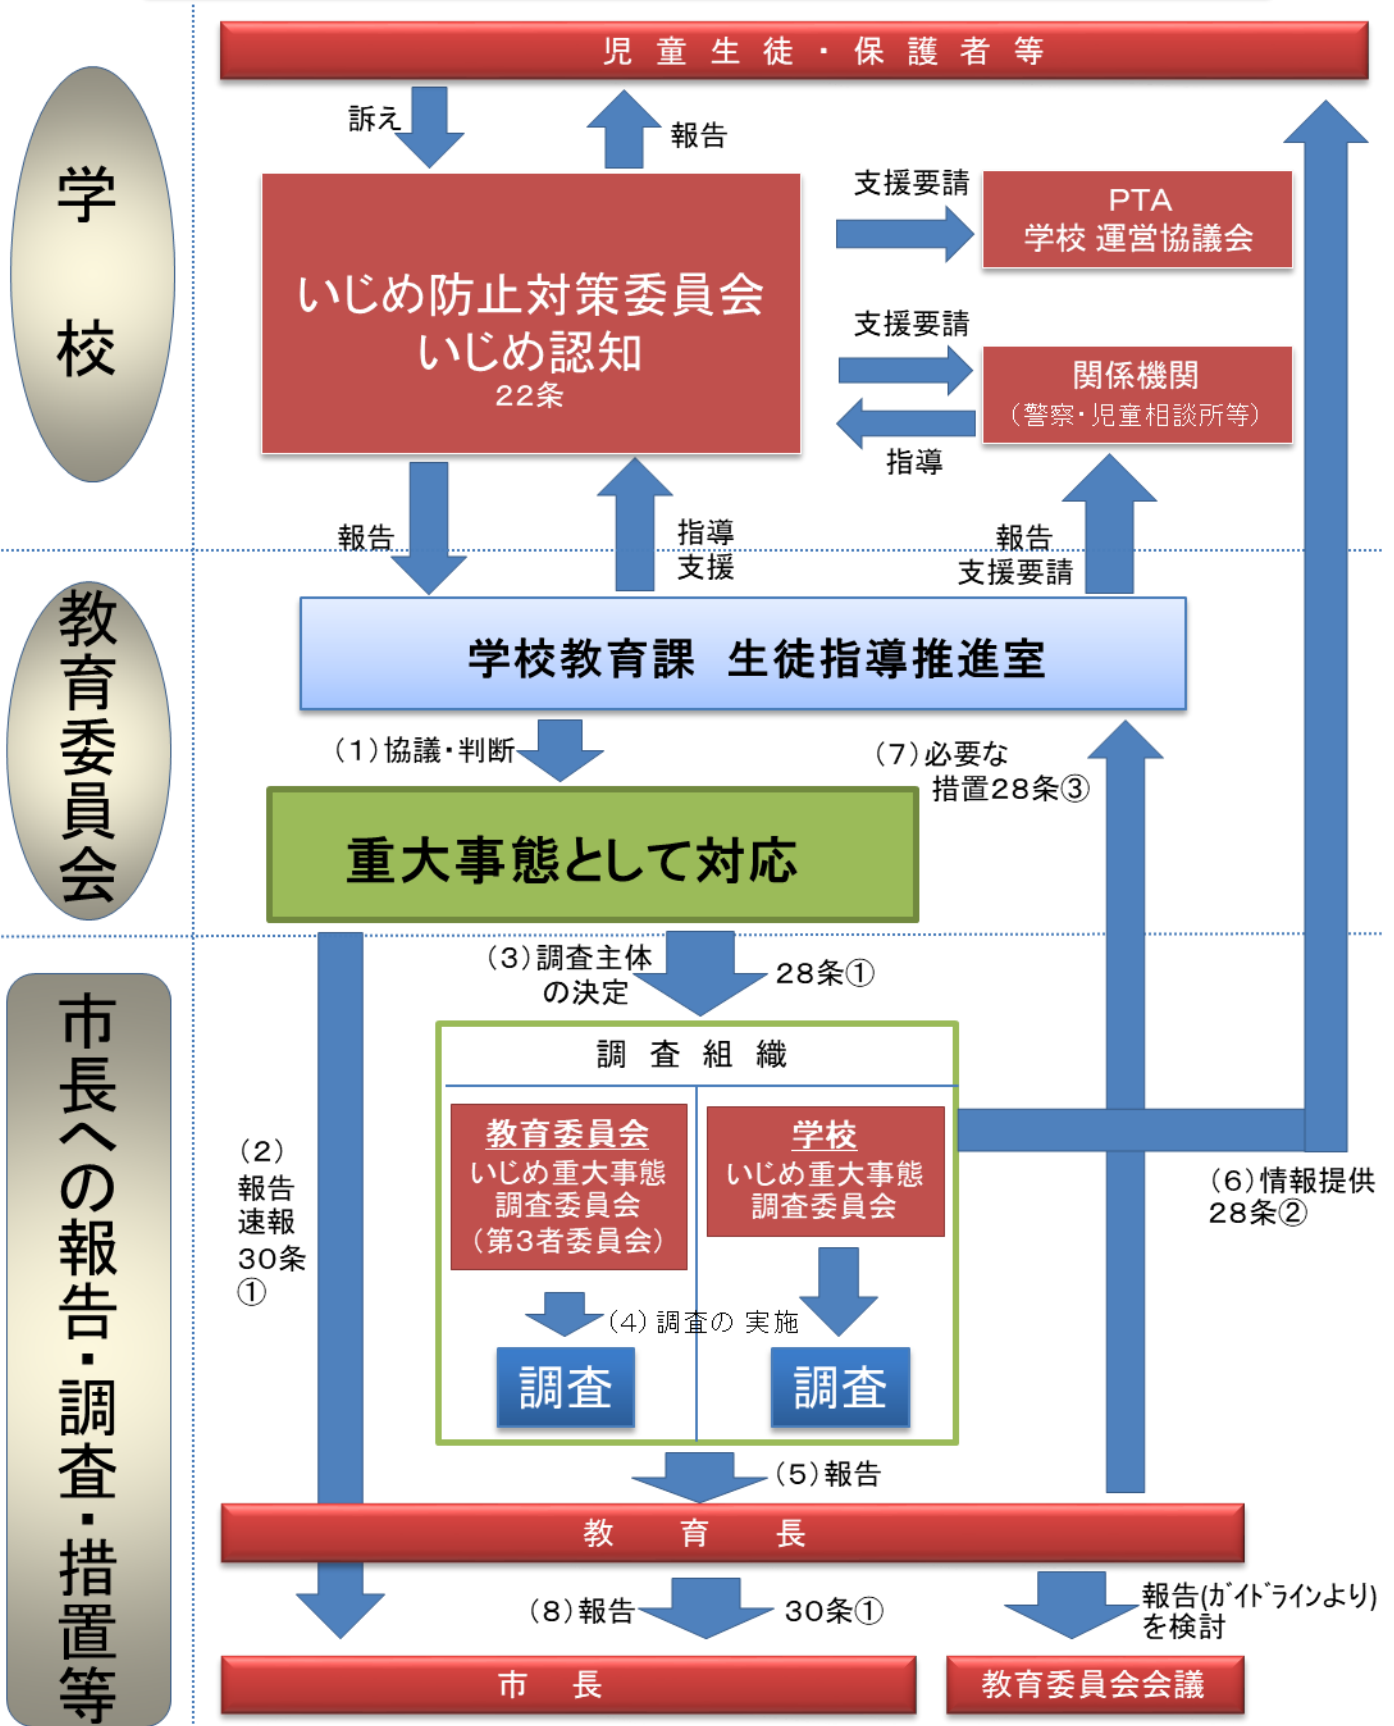 児童生徒・保護者等
学校
訴え
報告
いじめ防止対策委員会
いじめ認知
22条
支援要請
PTA
学校 運営協議会
支援要請
関係機関
（警察・児童相談所等）
指導
報告
指導
支援
報告
支援要請
教育委員会
学校教育課 生徒指導推進室
（1）協議・判断
（7）必要な
措置28条③
重大事態として対応
市長への報告・調査・措置等
（3）調査主体
の決定
28条①
調査組織
教育委員会
いじめ重大事態
調査委員会
（第3者委員会）
学校
いじめ重大事態
調査委員会
（2）
報告
速報
30条
①
（6）情報提供
28条②
（4）調査の 実施
調査
調査
（5）報告
教育長
（8）報告
30条①
報告(ｶﾞｲﾄﾞﾗｲﾝより)
を検討
市長
教育委員会会議